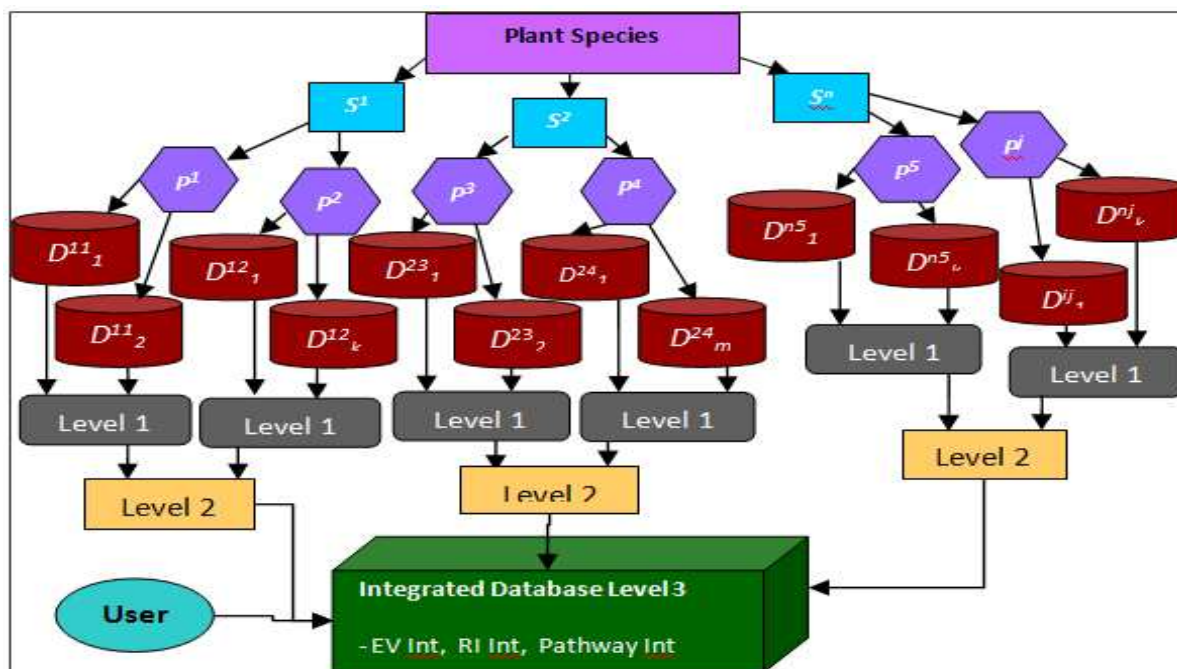 Plant Species
S¹ S² Sⁿ
p¹ p² p³ p⁴ p⁵ pʲ
D¹¹₁ D¹²₁ D²³₁ D²⁴₁ Dⁿ⁵₁ Dⁿ⁵ₖ Dⁿʲₖ
D¹¹₂ D¹²ₖ D²³₂ D²⁴ₘ Dⁱʲ₁
Level 1 Level 1
Level 1 Level 1 Level 1 Level 1
Level 2 Level 2 Level 2
Integrated Database Level 3
User
- EV Int, RI Int, Pathway Int